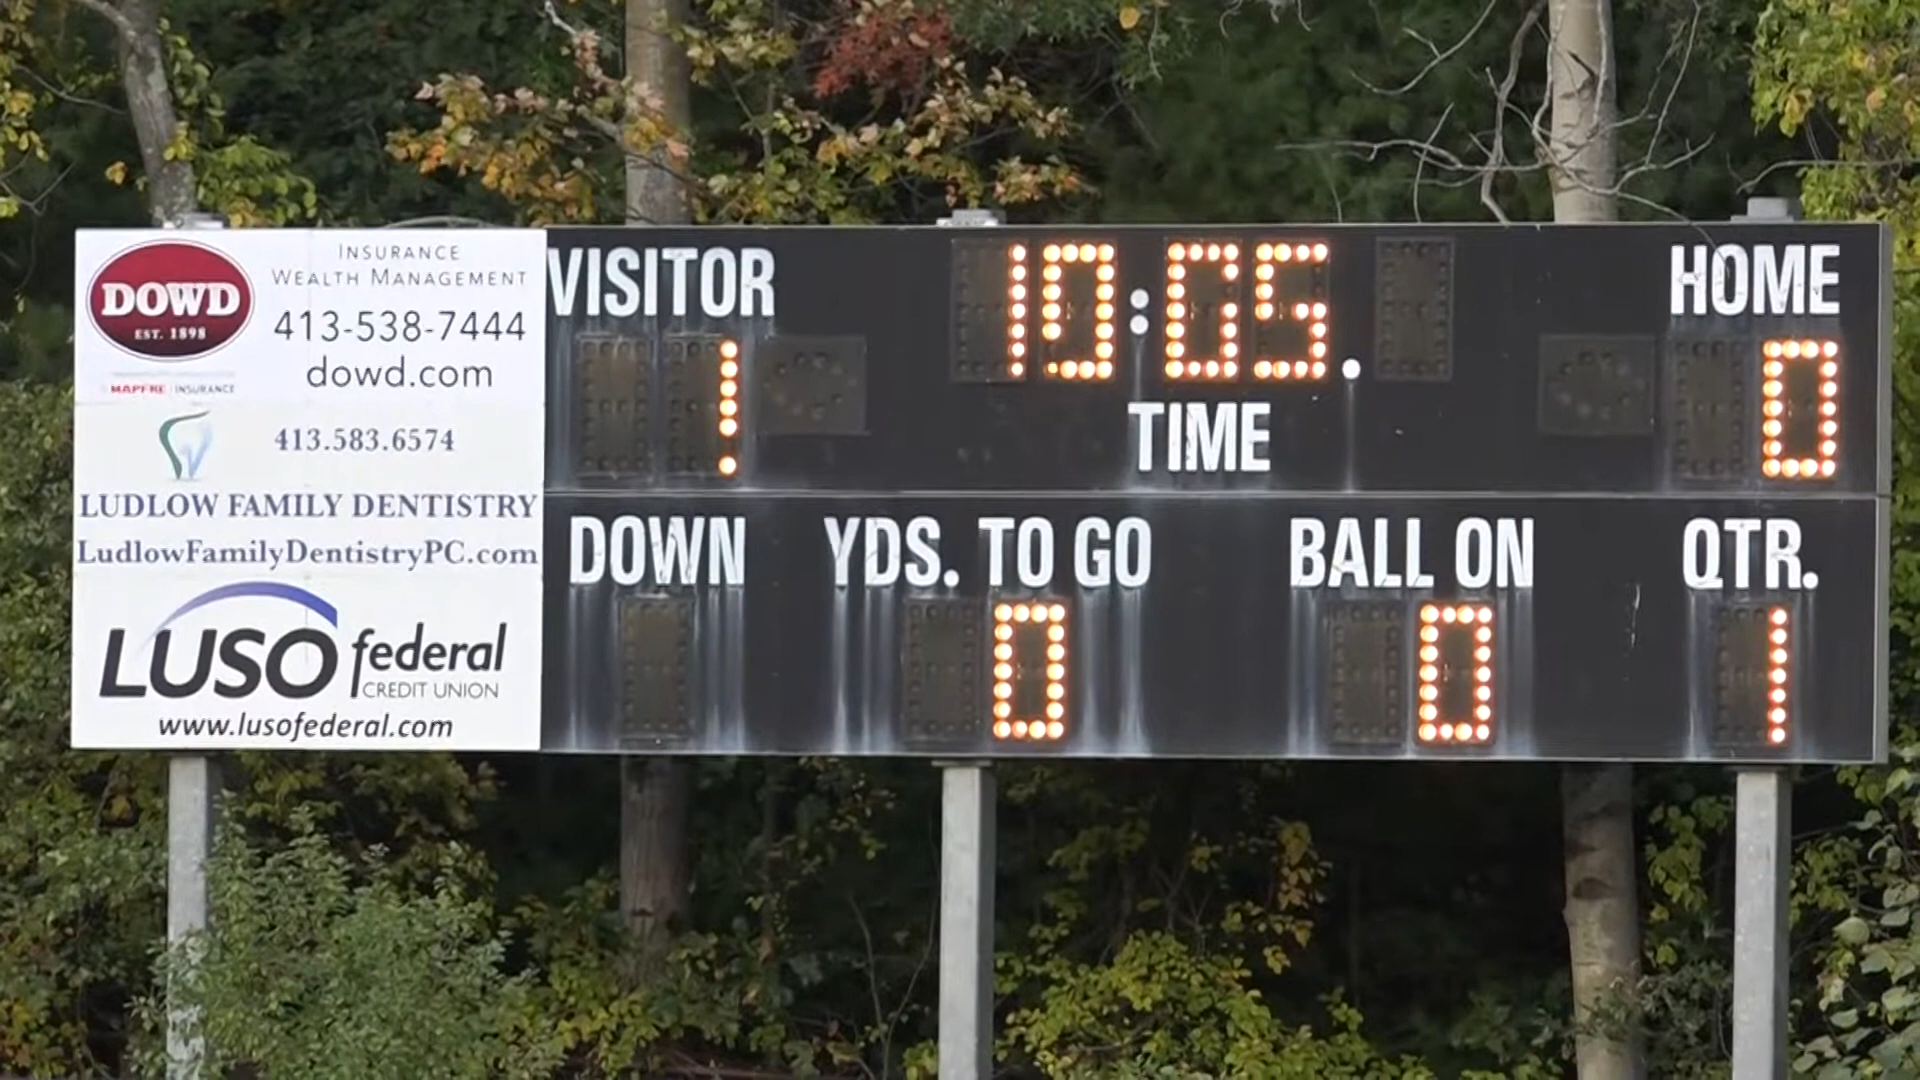 DOWD
EST. 1898
MAPFRE | INSURANCE
INSURANCE
WEALTH MANAGEMENT
413-538-7444
dowd.com
413.583.6574
LUDLOW FAMILY DENTISTRY
LudlowFamilyDentistryPC.com
LUSO federal
CREDIT UNION
www.lusofederal.com
VISITOR
1
10:05.
TIME
HOME
0
DOWN
YDS. TO GO
0
BALL ON
0
QTR.
1